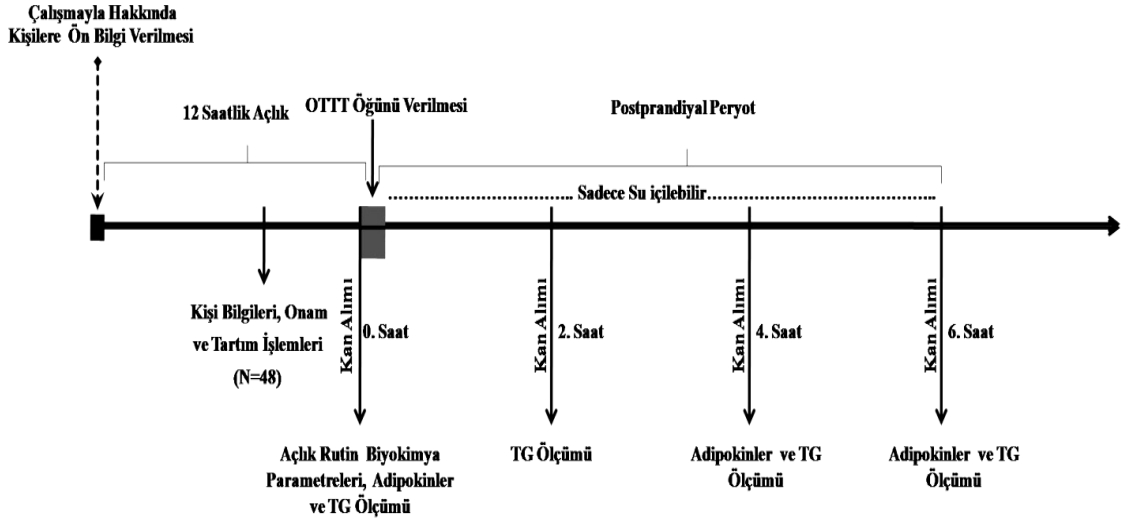 Çalışmayla Hakkında
Kişilere Ön Bilgi Verilmesi
12 Saatlik Açlık
OTTT Öğünü Verilmesi
Postprandiyal Peryot
Sadece Su içilebilir
Kişi Bilgileri, Onam
ve Tartım İşlemleri
(N=48)
Kan Alımı
0. Saat
Kan Alımı
2. Saat
Kan Alımı
4. Saat
Kan Alımı
6. Saat
Açlık Rutin Biyokimya
Parametreleri, Adipokinler
ve TG Ölçümü
TG Ölçümü
Adipokinler ve TG
Ölçümü
Adipokinler ve TG
Ölçümü